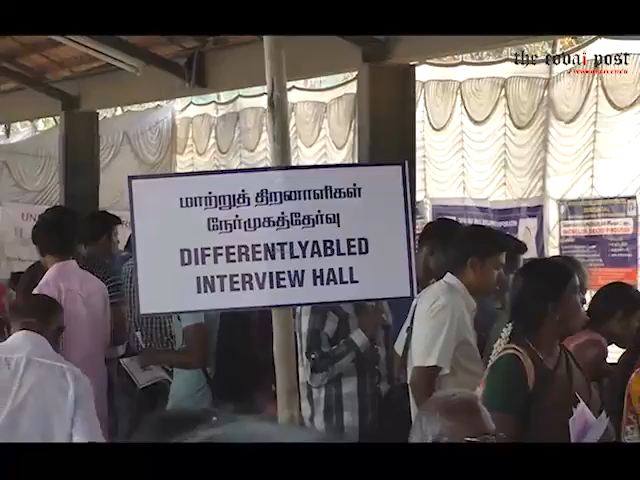 the covai post
மாற்றுத் திறனாளிகள்
நேர்முகத்தேர்வு
DIFFERENTLYABLED
INTERVIEW HALL